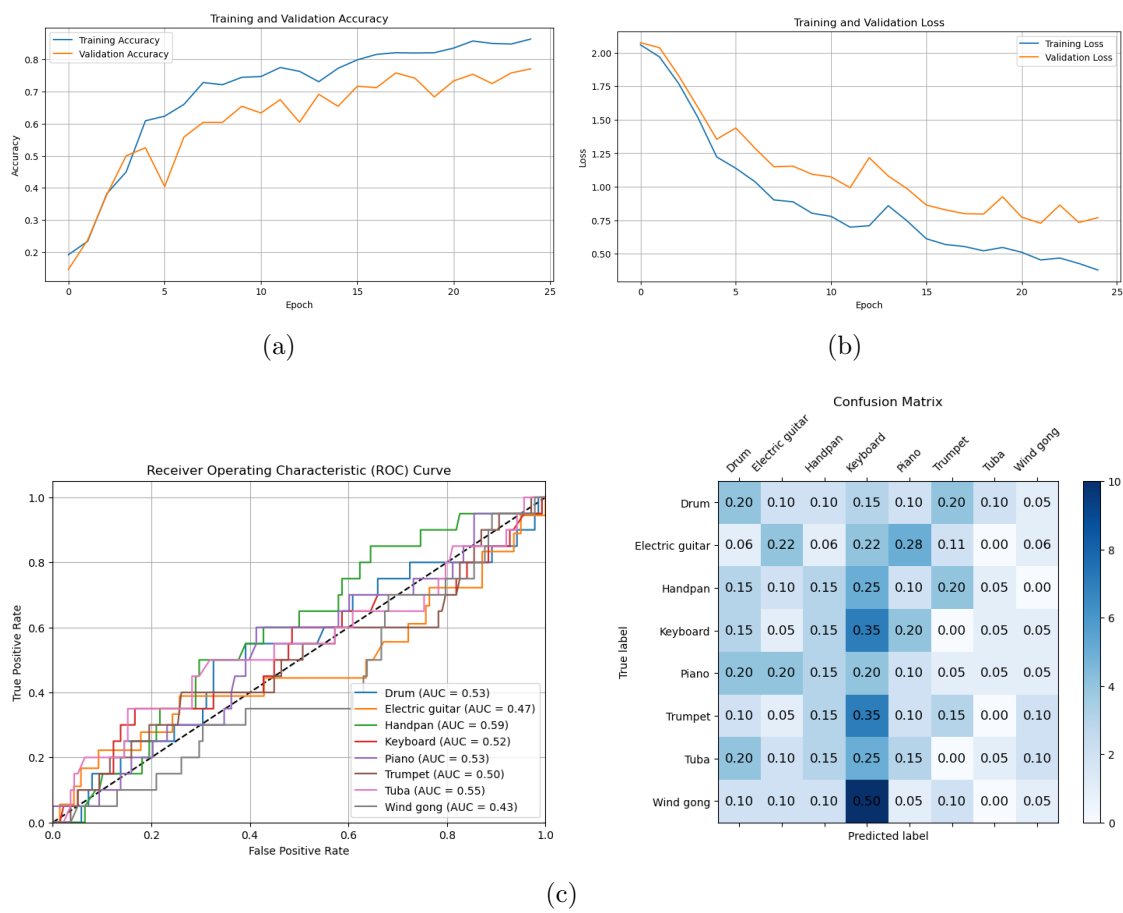 Training and Validation Accuracy
Training Accuracy
Validation Accuracy
0.8
0.7
0.6
0.5
0.4
0.3
0.2
Accuracy
0 5 10 15 20 25
Epoch
(a)
Training and Validation Loss
Training Loss
Validation Loss
2.00
1.75
1.50
1.25
1.00
0.75
0.50
Loss
0 5 10 15 20 25
Epoch
(b)
Receiver Operating Characteristic (ROC) Curve
1.0
0.8
0.6
0.4
0.2
0.0
True Positive Rate
Drum (AUC = 0.53)
Electric guitar (AUC = 0.47)
Handpan (AUC = 0.59)
Keyboard (AUC = 0.52)
Piano (AUC = 0.53)
Trumpet (AUC = 0.50)
Tuba (AUC = 0.55)
Wind gong (AUC = 0.43)
0.0 0.2 0.4 0.6 0.8 1.0
False Positive Rate
Confusion Matrix
Drum Electric guitar Handpan Keyboard Piano Trumpet Tuba Wind gong
True label
Drum 0.20 0.10 0.10 0.15 0.10 0.20 0.10 0.05
Electric guitar 0.06 0.22 0.06 0.22 0.28 0.11 0.00 0.06
Handpan 0.15 0.10 0.15 0.25 0.10 0.20 0.05 0.00
Keyboard 0.15 0.05 0.15 0.35 0.20 0.00 0.05 0.05
Piano 0.20 0.20 0.15 0.20 0.10 0.05 0.05 0.05
Trumpet 0.10 0.05 0.15 0.35 0.10 0.15 0.00 0.10
Tuba 0.20 0.10 0.15 0.25 0.15 0.00 0.05 0.10
Wind gong 0.10 0.10 0.10 0.50 0.05 0.10 0.00 0.05
Predicted label
10
8
6
4
2
0
(c)